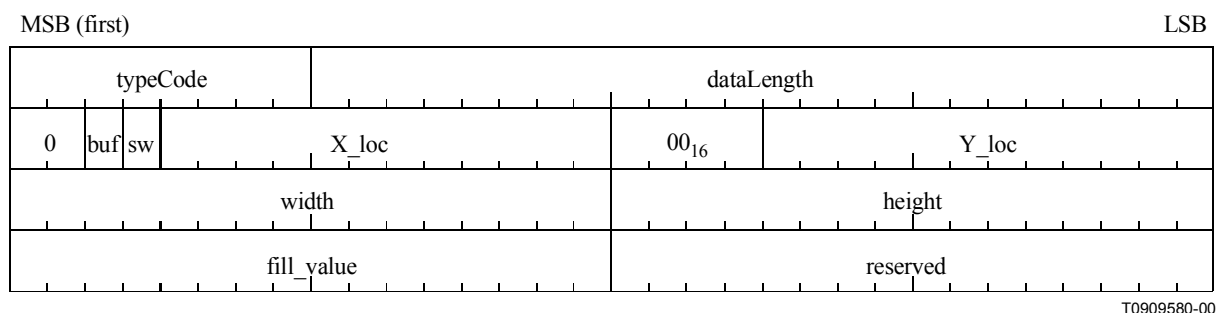 MSB (first) LSB
typeCode dataLength
0 buf sw X_loc 00₁₆ Y_loc
width height
fill_value reserved
T0909580-00